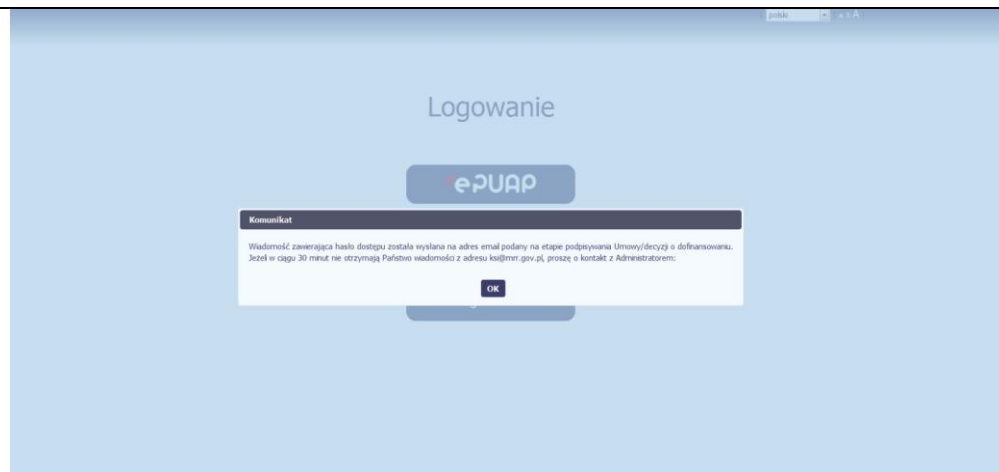 polski
A A A
Logowanie
ePUAP
Komunikat
Wiadomość zawierająca hasło dostępu została wysłana na adres email podany na etapie podpisywania Umowy/decyzji o dofinansowaniu.
Jeżeli w ciągu 30 minut nie otrzymają Państwo wiadomości z adresu ksi@mrr.gov.pl, proszę o kontakt z Administratorem:
OK